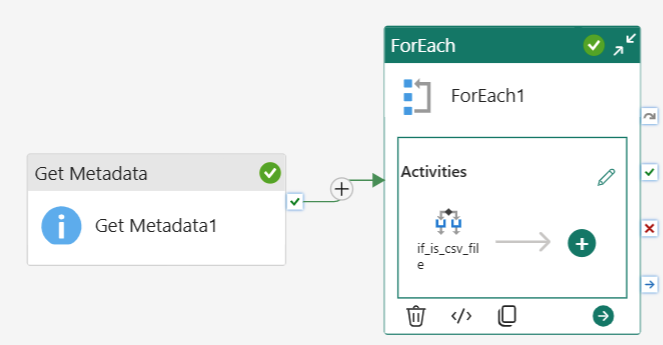 ForEach
ForEach1
Get Metadata
Get Metadata1
Activities
if_is_csv_fil
e